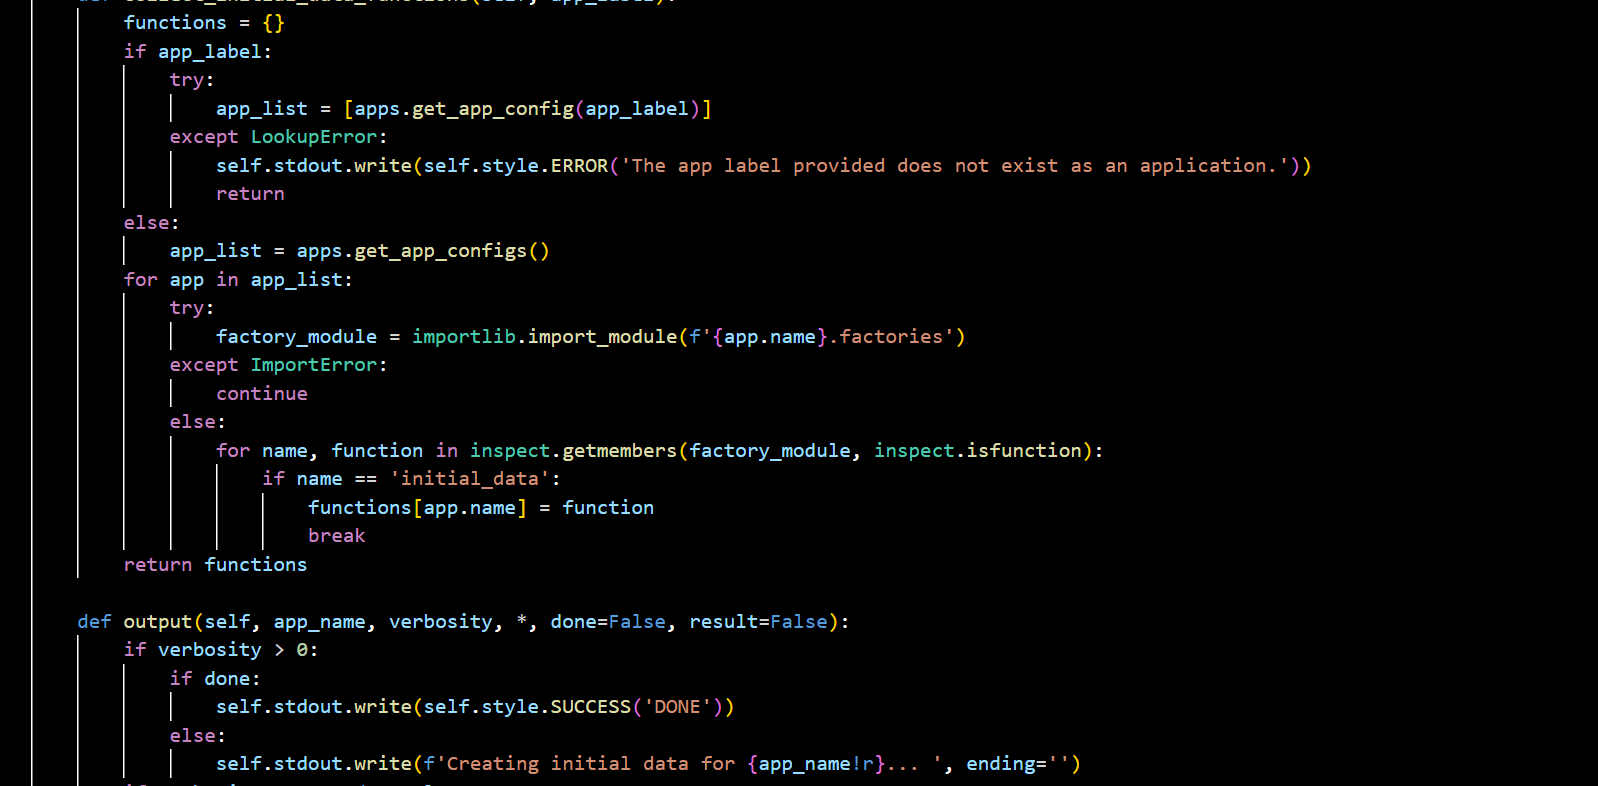 def collect_initial_data_functions(self, app_label):
functions = {}
if app_label:
try:
app_list = [apps.get_app_config(app_label)]
except LookupError:
self.stdout.write(self.style.ERROR('The app label provided does not exist as an application.'))
return
else:
app_list = apps.get_app_configs()
for app in app_list:
try:
factory_module = importlib.import_module(f'{app.name}.factories')
except ImportError:
continue
else:
for name, function in inspect.getmembers(factory_module, inspect.isfunction):
if name == 'initial_data':
functions[app.name] = function
break
return functions
def output(self, app_name, verbosity, *, done=False, result=False):
if verbosity > 0:
if done:
self.stdout.write(self.style.SUCCESS('DONE'))
else:
self.stdout.write(f'Creating initial data for {app_name!r}... ', ending='')